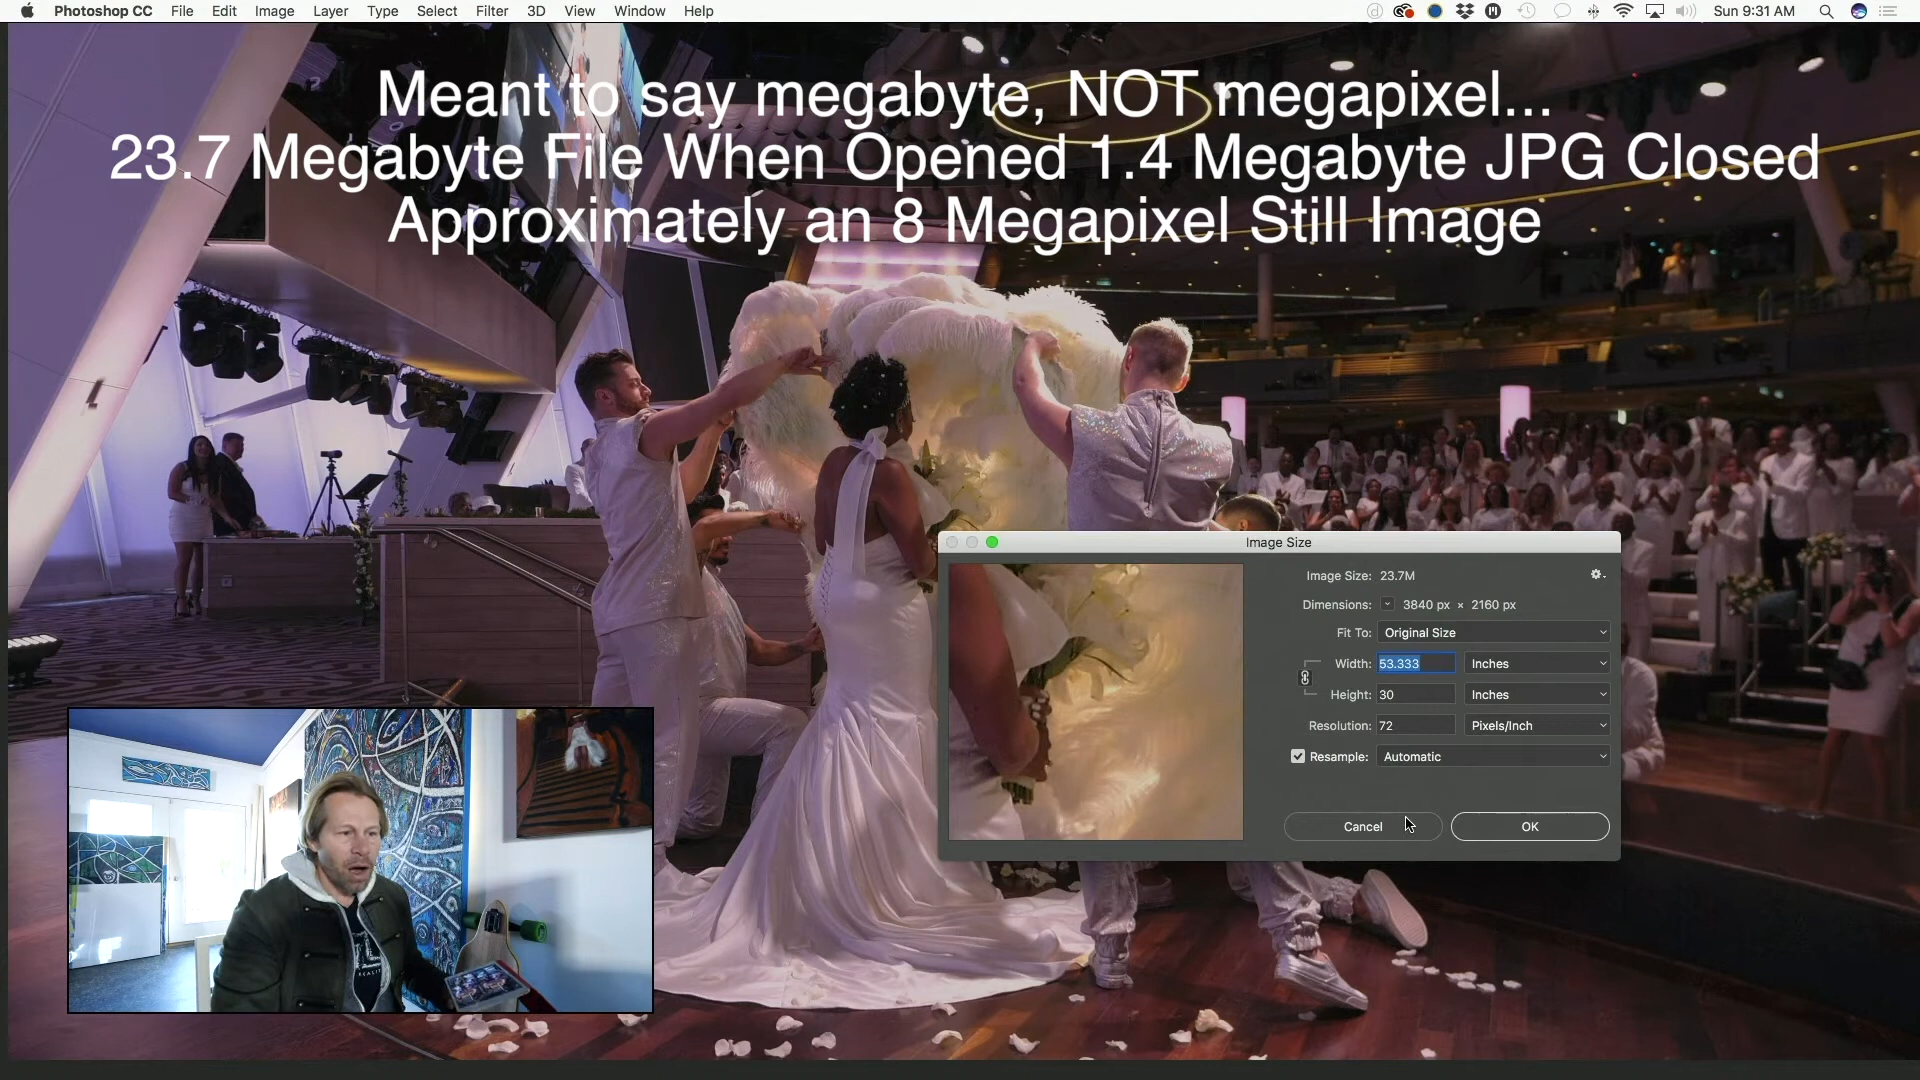 Photoshop CC File Edit Image Layer Type Select Filter 3D View Window Help Sun 9:31 AM
Meant to say megabyte, NOT megapixel...
23.7 Megabyte File When Opened 1.4 Megabyte JPG Closed
Approximately an 8 Megapixel Still Image
Image Size
Image Size: 23.7M
Dimensions: 3840 px × 2160 px
Fit To: Original Size
Width: 53.333 Inches
Height: 30 Inches
Resolution: 72 Pixels/Inch
Resample: Automatic
Cancel OK
REALIT